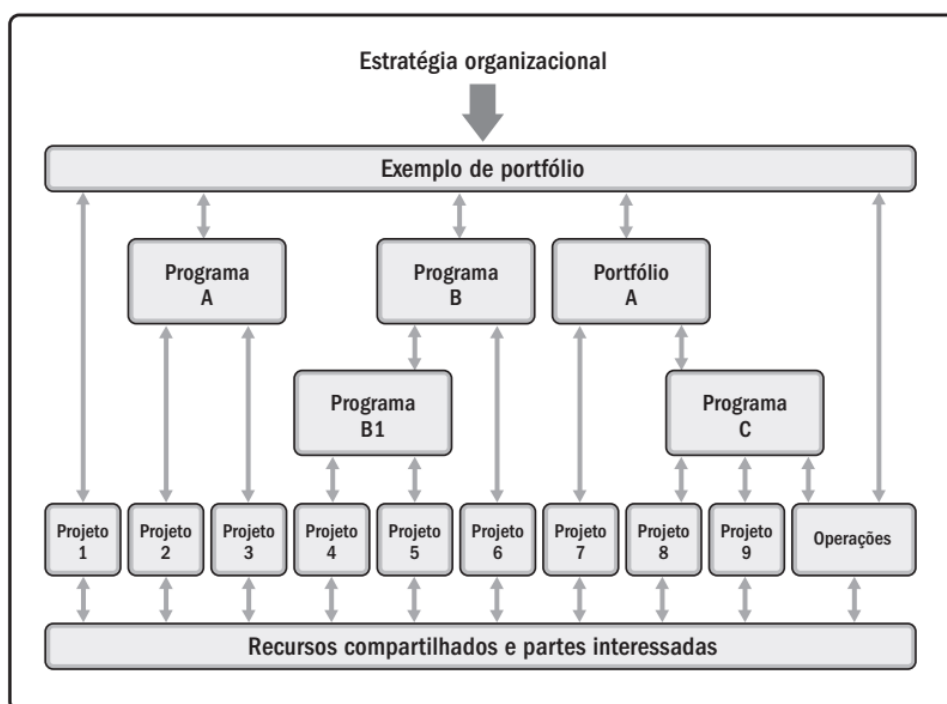 Estratégia organizacional
Exemplo de portfólio
Programa
A
Programa
B
Portfólio
A
Programa
B1
Programa
C
Projeto
1
Projeto
2
Projeto
3
Projeto
4
Projeto
5
Projeto
6
Projeto
7
Projeto
8
Projeto
9
Operações
Recursos compartilhados e partes interessadas